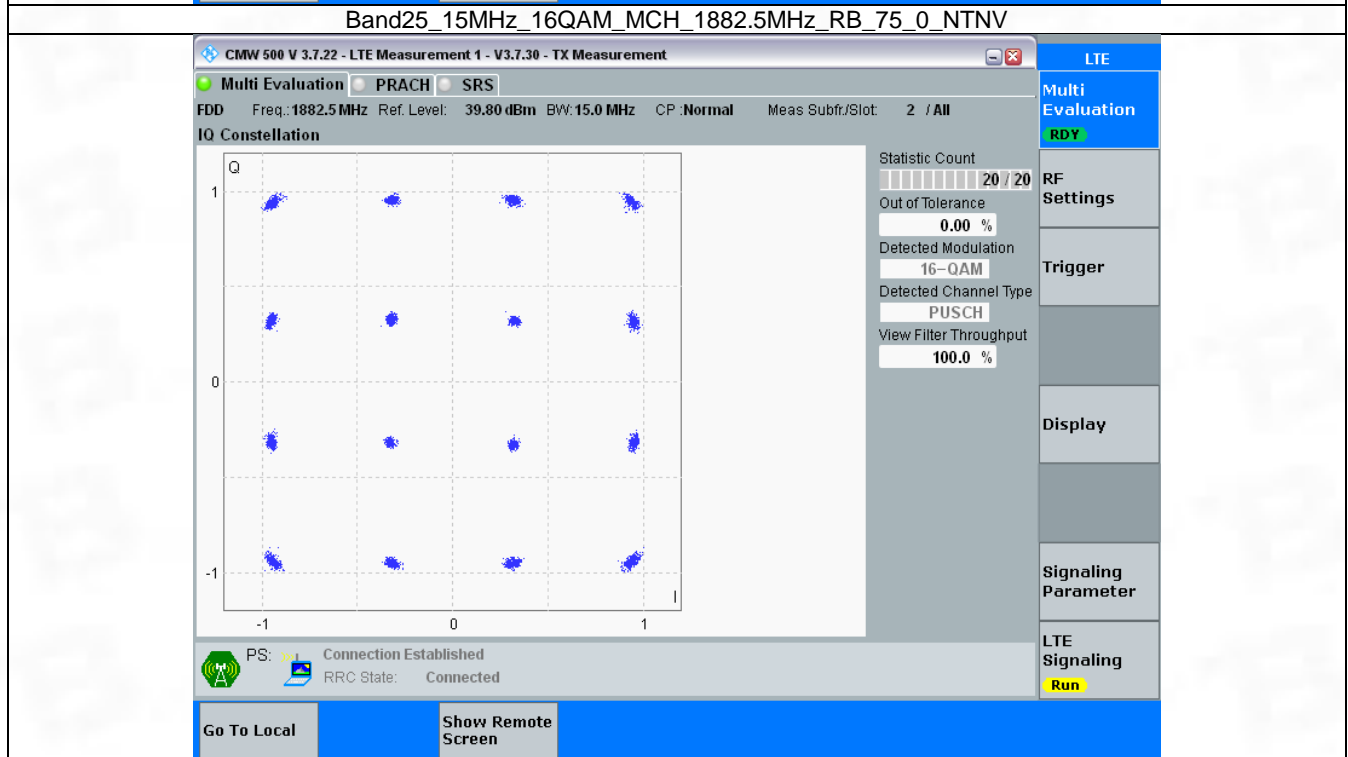 Band25_15MHz_16QAM_MCH_1882.5MHz_RB_75_0_NTNV
CMW 500 V 3.7.22 - LTE Measurement 1 - V3.7.30 - TX Measurement
LTE
Multi Evaluation PRACH SRS
FDD Freq.:1882.5 MHz Ref. Level: 39.80 dBm BW:15.0 MHz CP :Normal Meas Subfr./Slot: 2 / All
IQ Constellation
Q
1
0
-1
I
-1 0 1
Statistic Count
20 / 20
Out of Tolerance
0.00 %
Detected Modulation
16-QAM
Detected Channel Type
PUSCH
View Filter Throughput
100.0 %
Multi
Evaluation
RDY
RF
Settings
Trigger
Display
Signaling
Parameter
LTE
Signaling
Run
PS: Connection Established
RRC State: Connected
Go To Local
Show Remote
Screen